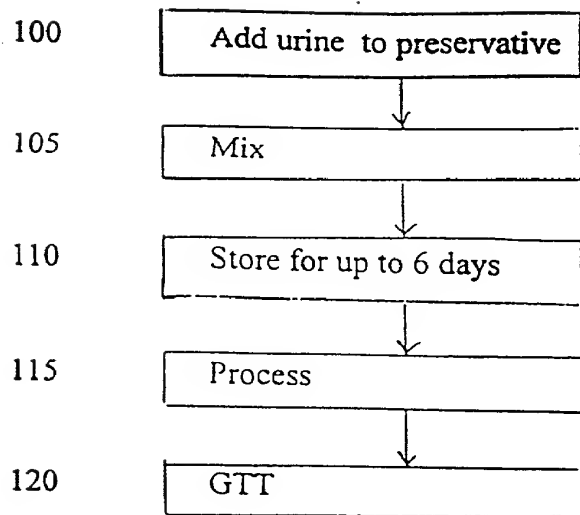 100 Add urine to preservative
105 Mix
110 Store for up to 6 days
115 Process
120 GTT